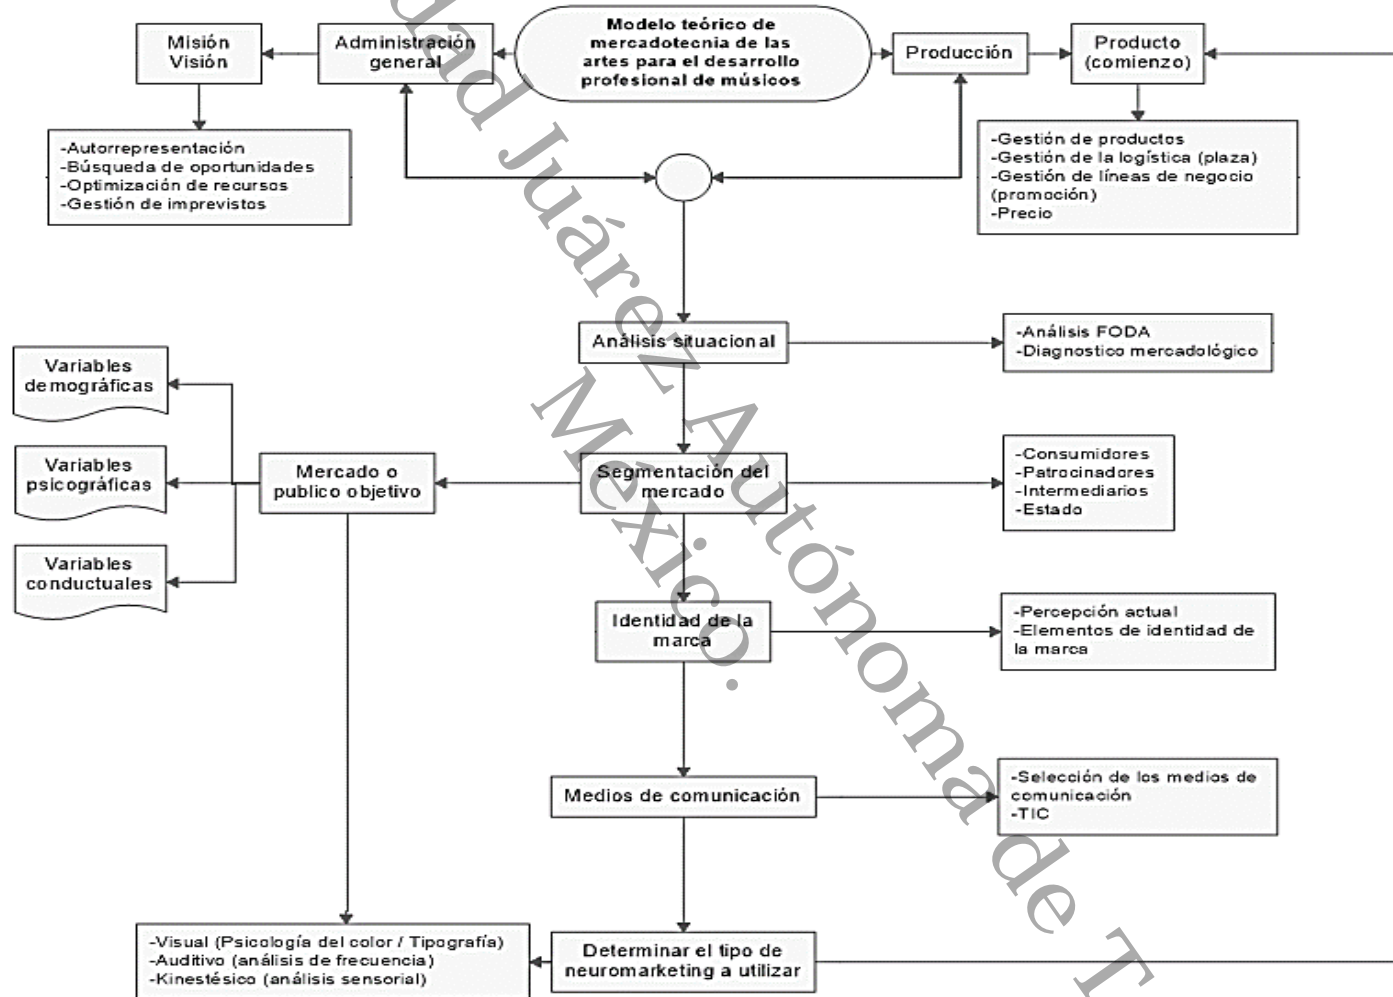 Modelo teórico de
mercadotecnia de las
artes para el desarrollo
profesional de músicos
Misión
Visión
Administración
general
Producción
Producto
(comienzo)
-Autorrepresentación
-Búsqueda de oportunidades
-Optimización de recursos
-Gestión de imprevistos
-Gestión de productos
-Gestión de la logística (plaza)
-Gestión de líneas de negocio
(promoción)
-Precio
Análisis situacional
-Análisis FODA
-Diagnostico mercadológico
Variables
demográficas
Variables
psicográficas
Variables
conductuales
Mercado o
publico objetivo
Segmentación del
mercado
-Consumidores
-Patrocinadores
-Intermediarios
-Estado
Identidad de la
marca
-Percepción actual
-Elementos de identidad de
la marca
Medios de comunicación
-Selección de los medios de
comunicación
-TIC
-Visual (Psicología del color / Tipografía)
-Auditivo (análisis de frecuencia)
-Kinestésico (análisis sensorial)
Determinar el tipo de
neuromarketing a utilizar
dad Juárez Autónoma de T
México.